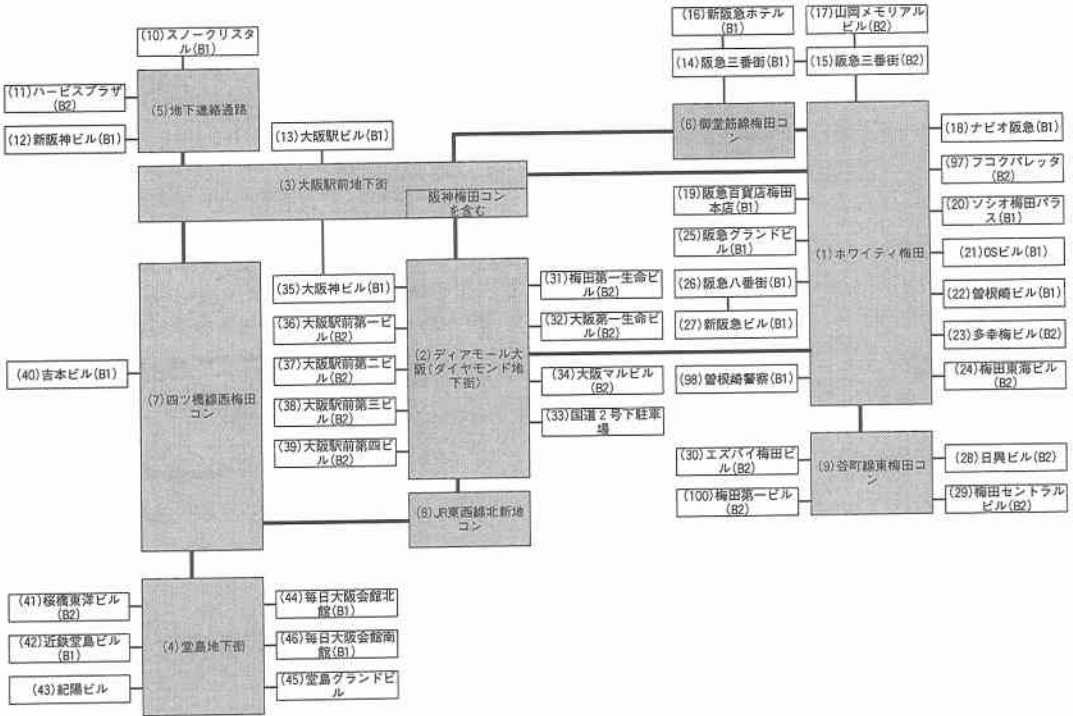 (10)スノークリスタ
ル(B1)
(11)ハービスプラザ
(B2)
(5)地下連絡通路
(12)新阪神ビル(B1)
(13)大阪駅ビル(B1)
(3)大阪駅前地下街
阪神梅田コン
を含む
(16)新阪急ホテル
(B1)
(17)山岡メモリアル
ビル(B2)
(14)阪急三番街(B1)
(15)阪急三番街(B2)
(6)御堂筋線梅田コ
ン
(18)ナビオ阪急(B1)
(97)フコクパレッタ
(B2)
(19)阪急百貨店梅田
本店(B1)
(20)ソシオ梅田パラ
ス(B1)
(25)阪急グランドビ
ル(B1)
(1)ホワイティ梅田
(21)OSビル(B1)
(26)阪急八番街(B1)
(22)曽根崎ビル(B1)
(27)新阪急ビル(B1)
(23)多幸梅ビル(B2)
(98)曽根崎警察(B1)
(24)梅田東海ビル
(B2)
(35)大阪神ビル(B1)
(31)梅田第一生命ビ
ル(B2)
(36)大阪駅前第一ビ
ル(B2)
(32)大阪第一生命ビ
ル(B2)
(37)大阪駅前第二ビ
ル(B2)
(2)ディアモール大
阪(ダイヤモンド地
下街)
(34)大阪マルビル
(B2)
(38)大阪駅前第三ビ
ル(B2)
(33)国道2号下駐車
場
(39)大阪駅前第四ビ
ル(B2)
(40)吉本ビル(B1)
(7)四ツ橋線西梅田
コン
(8)JR東西線北新地
コン
(30)エズパイ梅田ビ
ル(B2)
(9)谷町線東梅田コ
ン
(28)日興ビル(B2)
(100)梅田第一ビル
(B2)
(29)梅田セントラル
ビル(B2)
(41)桜橋東洋ビル
(B2)
(44)毎日大阪会館北
館(B1)
(42)近鉄堂島ビル
(B1)
(4)堂島地下街
(46)毎日大阪会館南
館(B1)
(43)紀陽ビル
(45)堂島グランドビ
ル